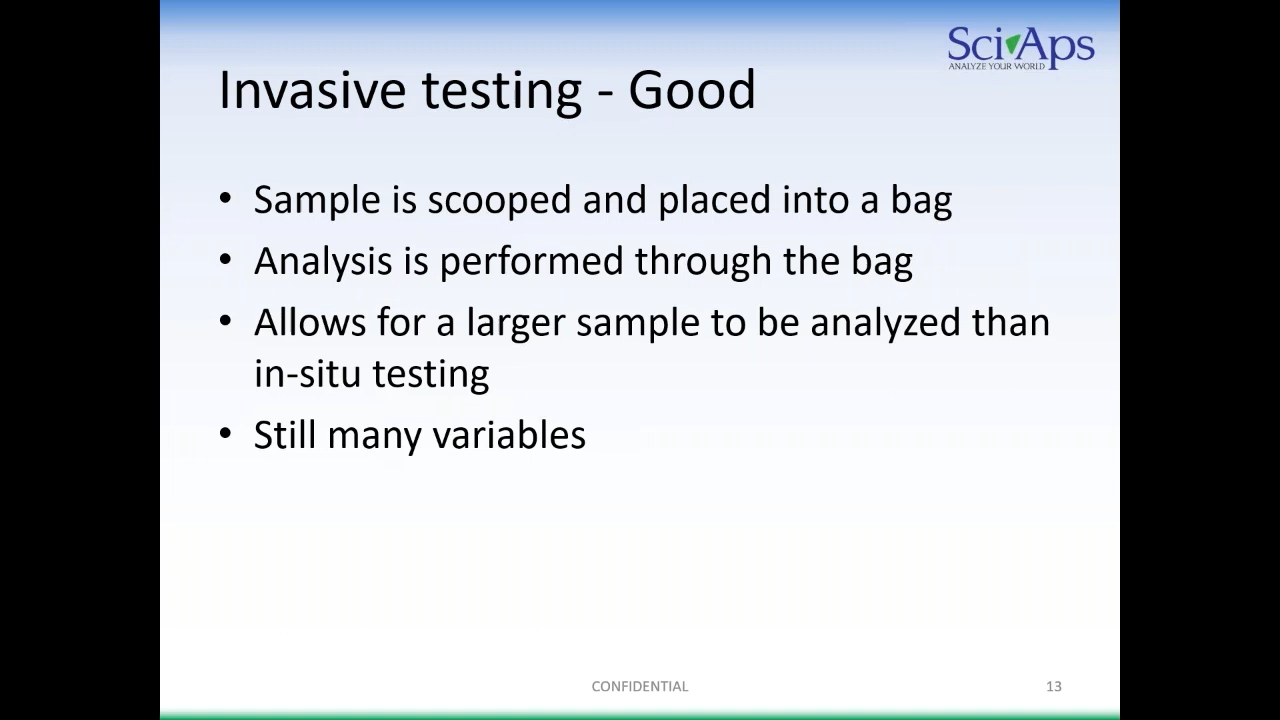 SciAps
ANALYZE YOUR WORLD
Invasive testing - Good
• Sample is scooped and placed into a bag
• Analysis is performed through the bag
• Allows for a larger sample to be analyzed than
in-situ testing
• Still many variables
CONFIDENTIAL
13